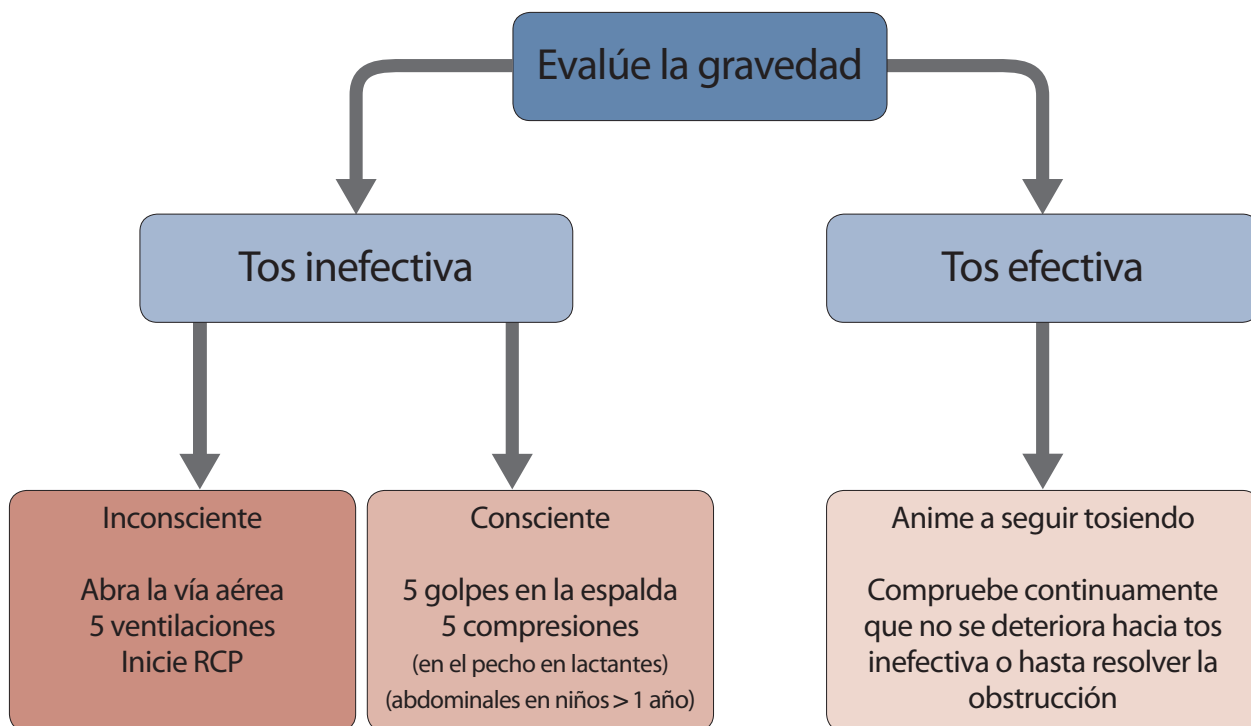 Evalúe la gravedad
Tos inefectiva
Tos efectiva
Inconsciente
Abra la vía aérea
5 ventilaciones
Inicie RCP
Consciente
5 golpes en la espalda
5 compresiones
(en el pecho en lactantes)
(abdominales en niños > 1 año)
Anime a seguir tosiendo
Compruebe continuamente
que no se deteriora hacia tos
inefectiva o hasta resolver la
obstrucción